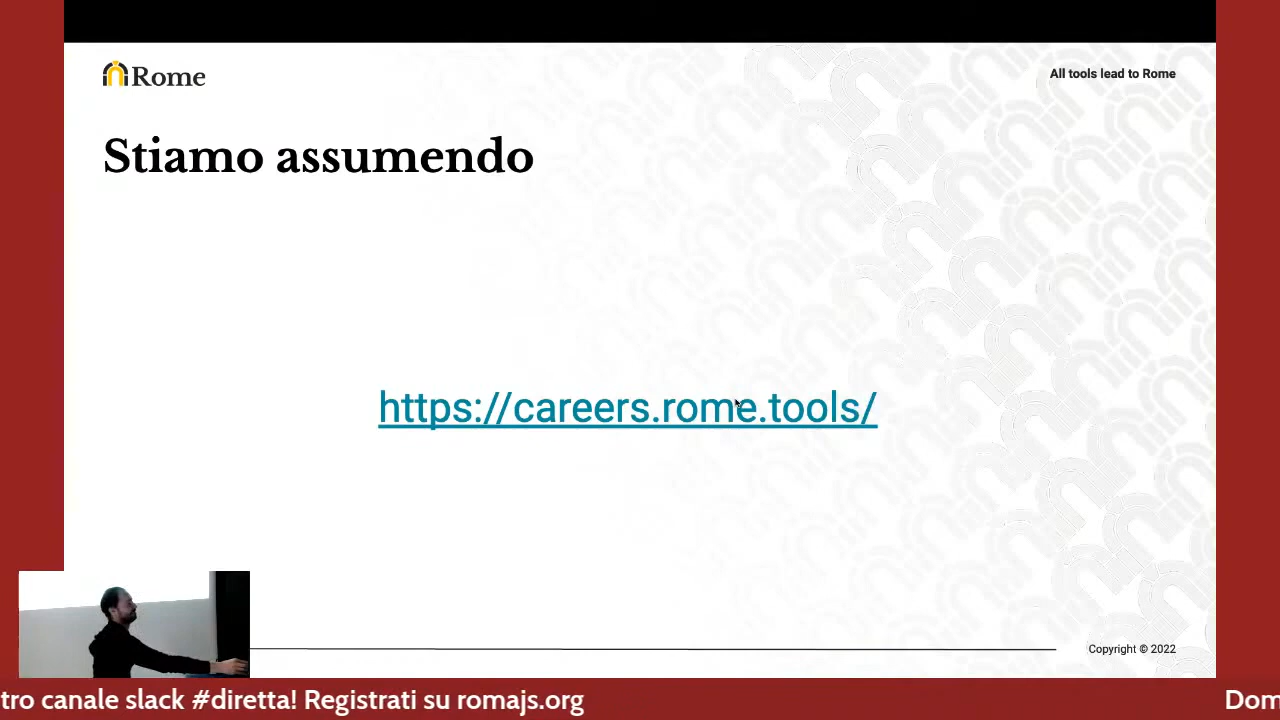 Rome
All tools lead to Rome
Stiamo assumendo
https://careers.rome.tools/
Copyright © 2022
tro canale slack #diretta! Registrati su romajs.org
Dom